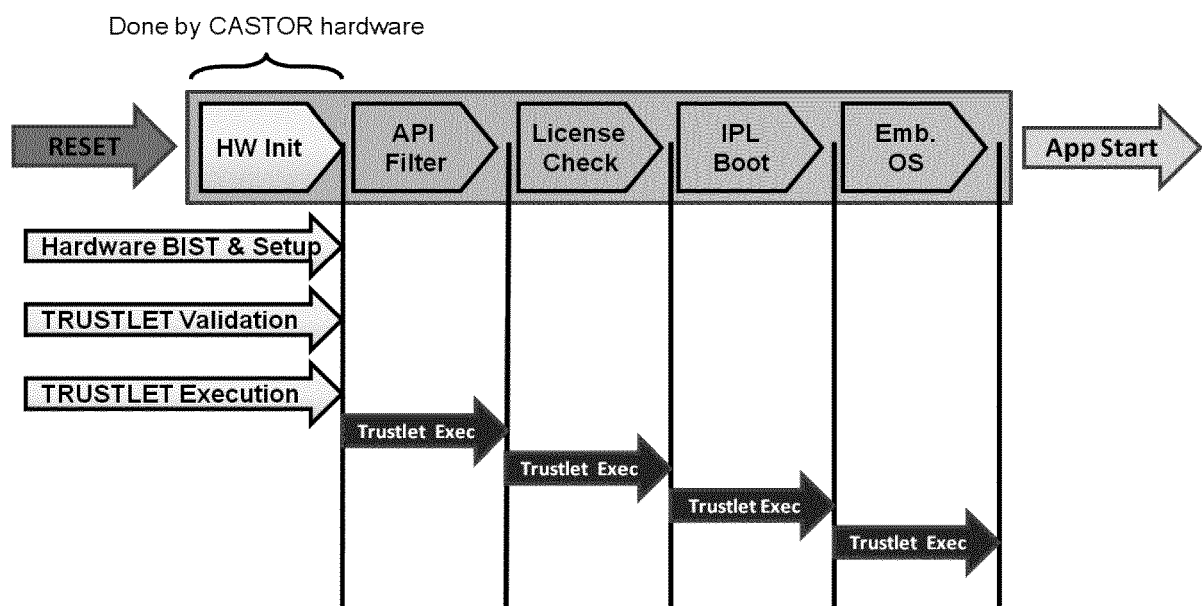 Done by CASTOR hardware
RESET
HW Init
API
Filter
License
Check
IPL
Boot
Emb.
OS
App Start
Hardware BIST & Setup
TRUSTLET Validation
TRUSTLET Execution
Trustlet Exec
Trustlet Exec
Trustlet Exec
Trustlet Exec